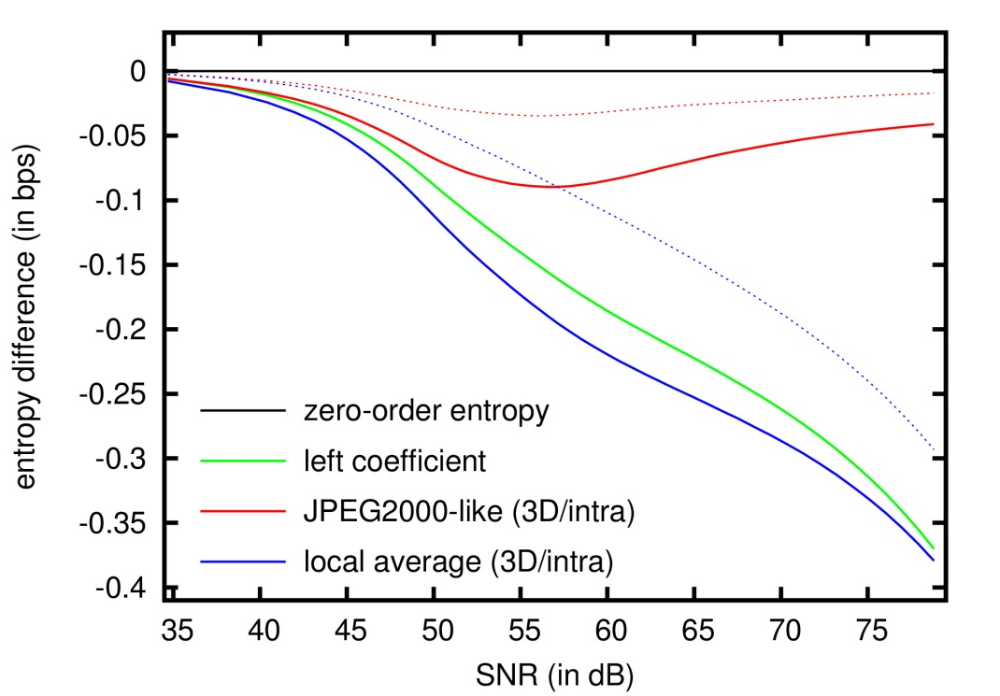 0
-0.05
-0.1
-0.15
-0.2
-0.25
-0.3
-0.35
-0.4
entropy difference (in bps)
zero-order entropy
left coefficient
JPEG2000-like (3D/intra)
local average (3D/intra)
35 40 45 50 55 60 65 70 75
SNR (in dB)